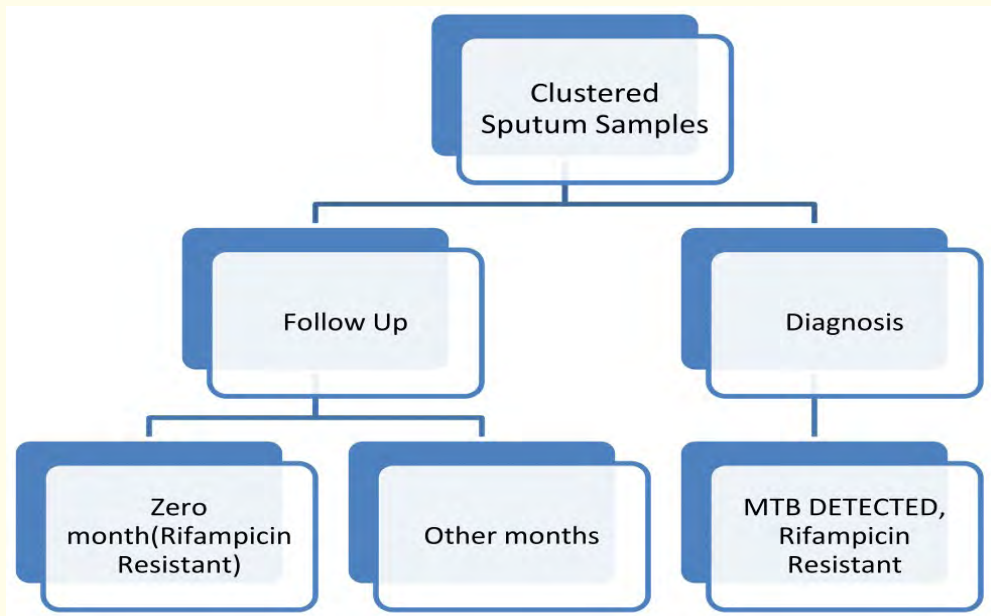 Clustered
Sputum Samples
Follow Up
Diagnosis
Zero
month(Rifampicin
Resistant)
Other months
MTB DETECTED,
Rifampicin
Resistant